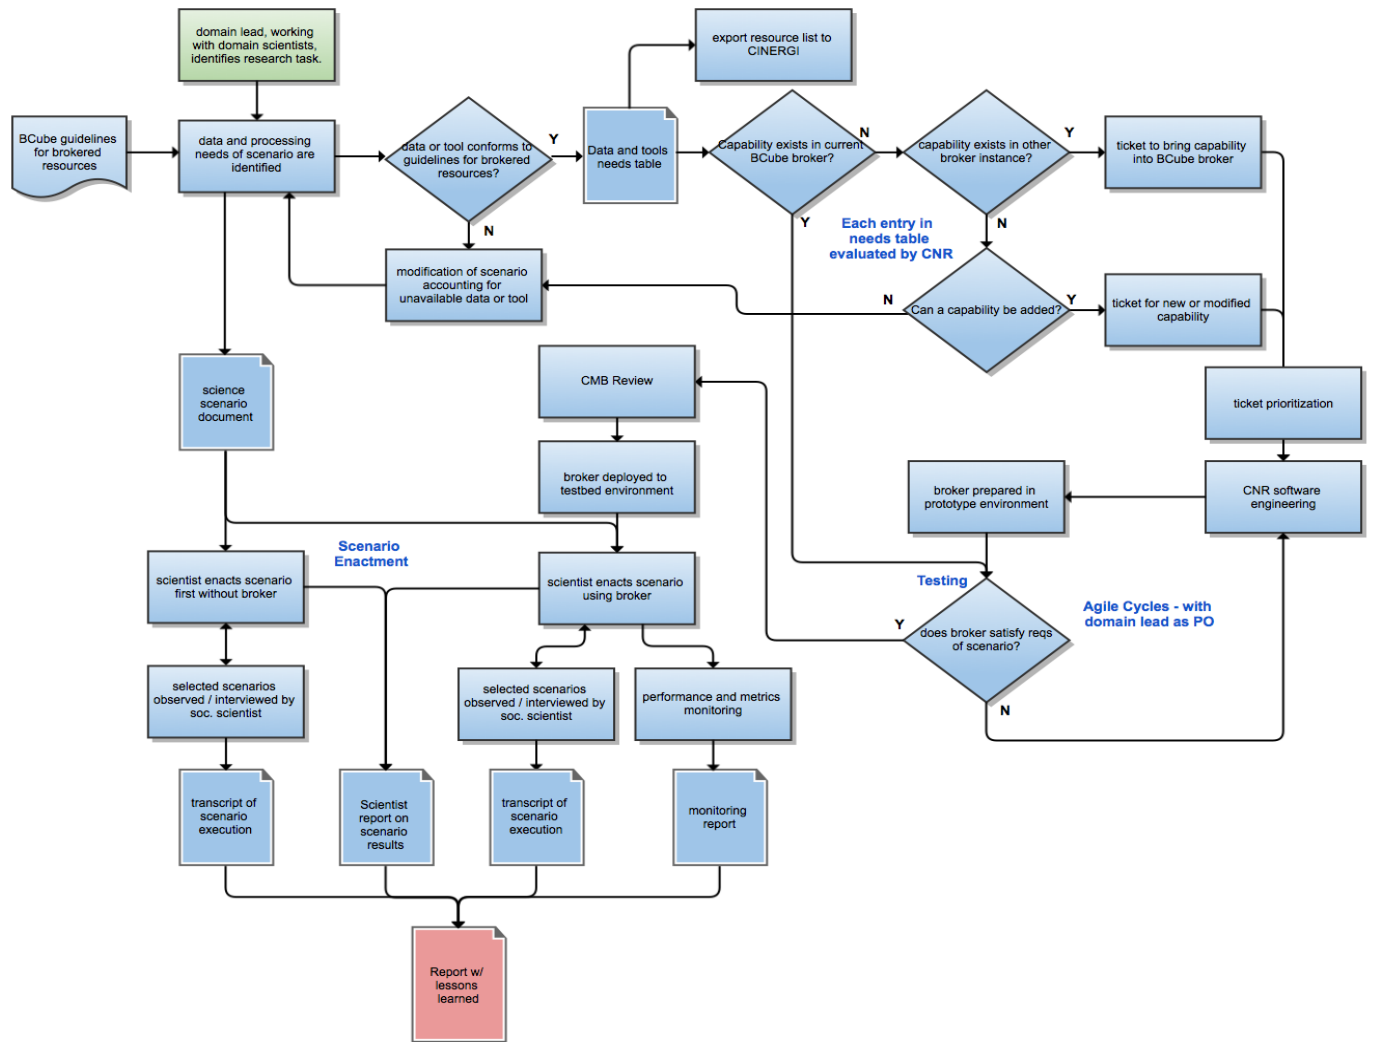 domain lead, working
with domain scientists,
identifies research task.
export resource list to
CINERGI
BCube guidelines
for brokered
resources
data and processing
needs of scenario are
identified
data or tool conforms to
guidelines for brokered
resources?
Y
N
Data and tools
needs table
Capability exists in current
BCube broker?
N
Y
capability exists in other
broker instance?
Y
N
ticket to bring capability
into BCube broker
Each entry in
needs table
evaluated by CNR
modification of scenario
accounting for
unavailable data or tool
N
Can a capability be added?
Y
ticket for new or modified
capability
science
scenario
document
CMB Review
ticket prioritization
broker deployed to
testbed environment
broker prepared in
prototype environment
CNR software
engineering
Scenario
Enactment
scientist enacts scenario
first without broker
scientist enacts scenario
using broker
Testing
Y
does broker satisfy reqs
of scenario?
N
Agile Cycles - with
domain lead as PO
selected scenarios
observed / interviewed by
soc. scientist
selected scenarios
observed / interviewed by
soc. scientist
performance and metrics
monitoring
transcript of
scenario
execution
Scientist
report on
scenario
results
transcript of
scenario
execution
monitoring
report
Report w/
lessons
learned